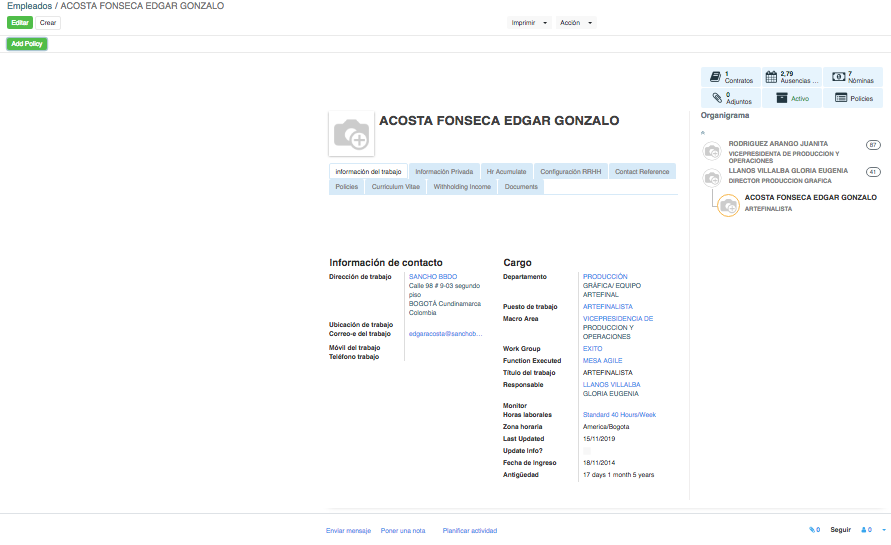 Empleados / ACOSTA FONSECA EDGAR GONZALO
Editar Crear Imprimir Acción
Add Policy
1 Contratos
2,79 Ausencias ...
7 Nóminas
0 Adjuntos
Activo
Policies
Organigrama
ACOSTA FONSECA EDGAR GONZALO
RODRIGUEZ ARANGO JUANITA 87
VICEPRESIDENTA DE PRODUCCION Y
OPERACIONES
LLANOS VILLALBA GLORIA EUGENIA 41
DIRECTOR PRODUCCION GRAFICA
ACOSTA FONSECA EDGAR GONZALO
ARTEFINALISTA
Información del trabajo Información Privada Hr Acumulate Configuración RRHH Contact Reference
Policies Curriculum Vitae Withholding Income Documents
Información de contacto
Dirección de trabajo SANCHO BBDO
Calle 98 # 9-03 segundo
piso
BOGOTÁ Cundinamarca
Colombia
Ubicación de trabajo
Correo-e del trabajo edgaracosta@sanchob...
Móvil del trabajo
Teléfono trabajo
Cargo
Departamento PRODUCCIÓN
GRÁFICA/ EQUIPO
ARTEFINAL
Puesto de trabajo ARTEFINALISTA
Macro Area VICEPRESIDENCIA DE
PRODUCCION Y
OPERACIONES
Work Group EXITO
Function Executed MESA AGILE
Título del trabajo ARTEFINALISTA
Responsable LLANOS VILLALBA
GLORIA EUGENIA
Monitor
Horas laborales Standard 40 Hours/Week
Zona horaria America/Bogota
Last Updated 15/11/2019
Update Info?
Fecha de Ingreso 18/11/2014
Antigüedad 17 days 1 month 5 years
Enviar mensaje Poner una nota Planificar actividad 0 Seguir 0